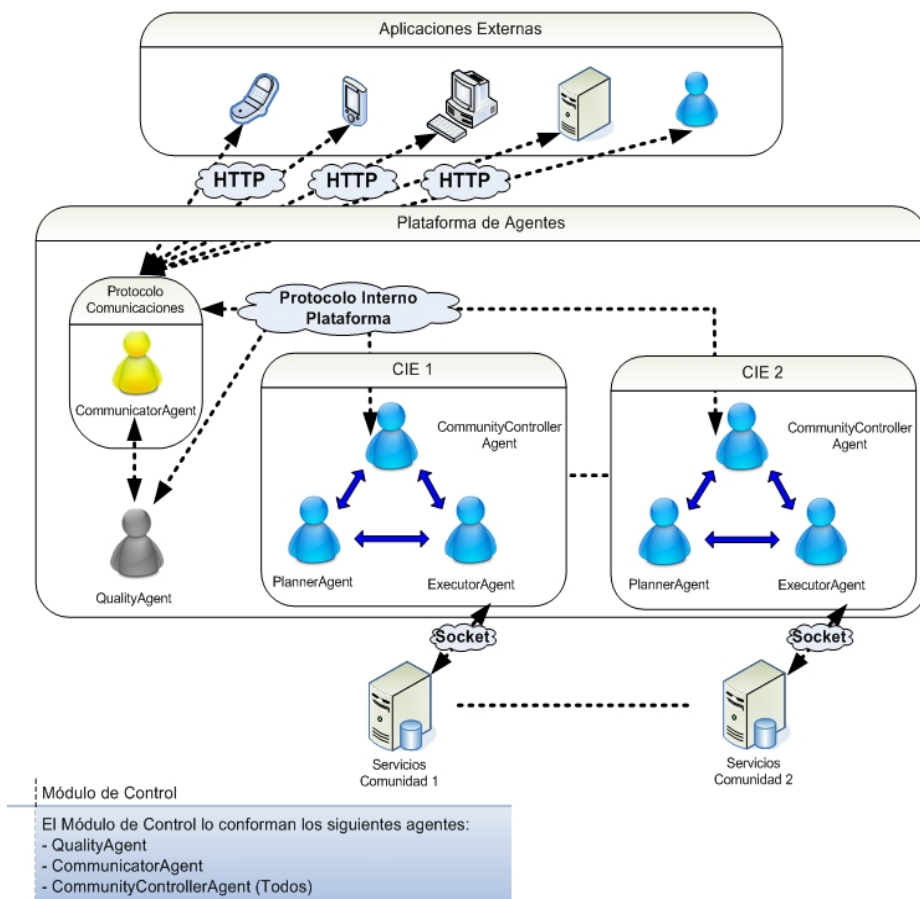 Aplicaciones Externas
HTTP
HTTP
HTTP
Plataforma de Agentes
Protocolo
Comunicaciones
CommunicatorAgent
Protocolo Interno
Plataforma
QualityAgent
CIE 1
CommunityController
Agent
PlannerAgent
ExecutorAgent
CIE 2
CommunityController
Agent
PlannerAgent
ExecutorAgent
Socket
Socket
Servicios
Comunidad 1
Servicios
Comunidad 2
Módulo de Control
El Módulo de Control lo conforman los siguientes agentes:
- QualityAgent
- CommunicatorAgent
- CommunityControllerAgent (Todos)